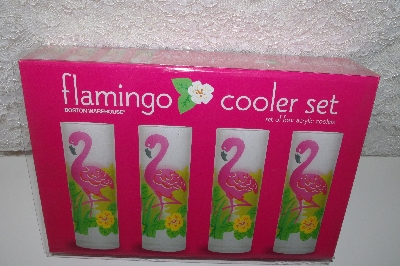 flamingo cooler set
BOSTON WAREHOUSE®
set of four acrylic coolers